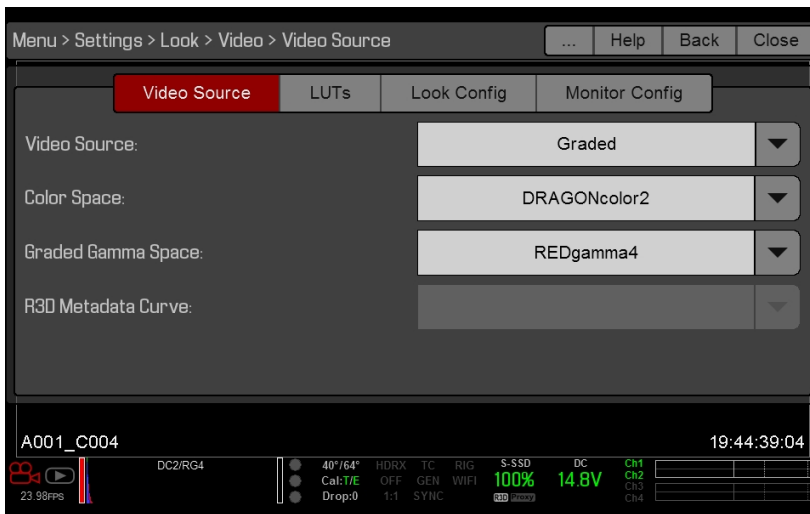 Menu > Settings > Look > Video > Video Source ... Help Back Close
Video Source LUTs Look Config Monitor Config
Video Source: Graded
Color Space: DRAGONcolor2
Graded Gamma Space: REDgamma4
R3D Metadata Curve:
A001_C004 19:44:39:04
DC2/RG4 40°/64° HDRX TC RIG S-SSD DC Ch1
Cal:T/E OFF GEN WIFI 100% 14.8V Ch2
23.98FPS Drop:0 1:1 SYNC R3D Proxy Ch3
Ch4